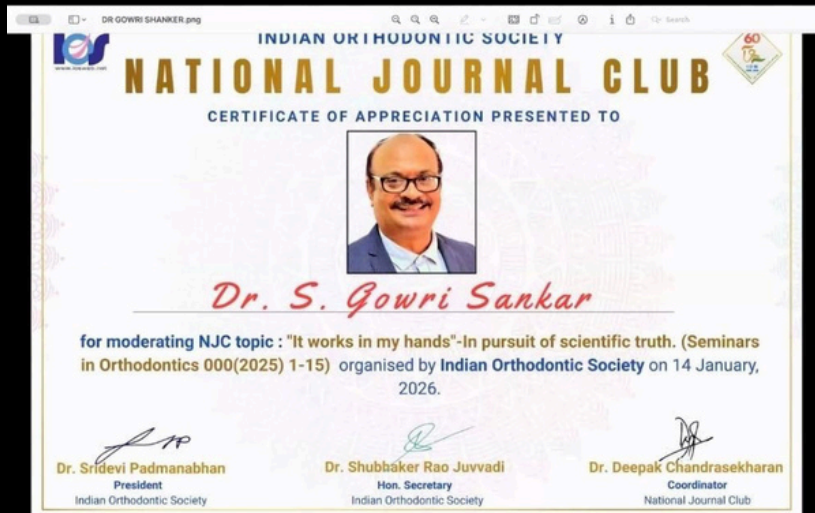 DR GOWRI SHANKER.png
Search
INDIAN ORTHODONTIC SOCIETY
60
NATIONAL JOURNAL CLUB
CERTIFICATE OF APPRECIATION PRESENTED TO
Dr. S. Gowri Sankar
for moderating NJC topic : "It works in my hands"-In pursuit of scientific truth. (Seminars
in Orthodontics 000(2025) 1-15) organised by Indian Orthodontic Society on 14 January,
2026.
Dr. Sridevi Padmanabhan
President
Indian Orthodontic Society
Dr. Shubhaker Rao Juvvadi
Hon. Secretary
Indian Orthodontic Society
Dr. Deepak Chandrasekharan
Coordinator
National Journal Club